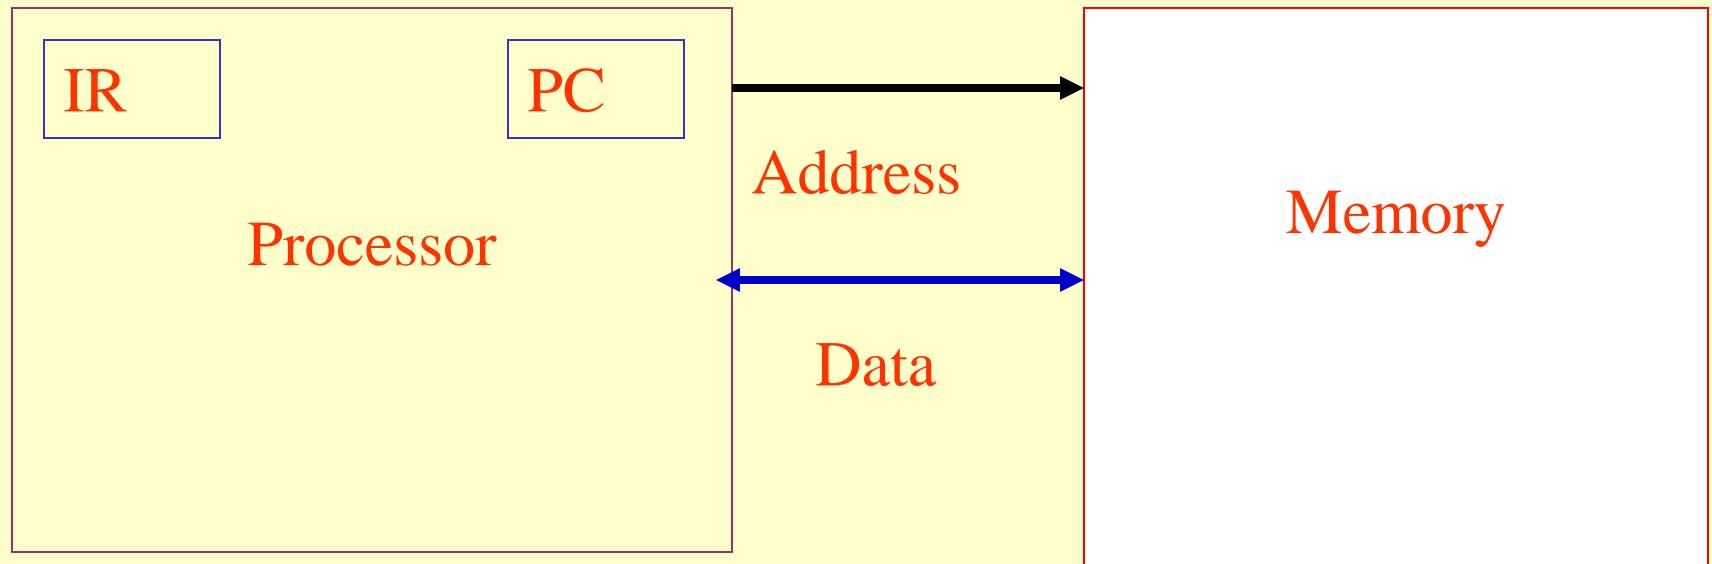 IR
PC
Address
Memory
Processor
Data